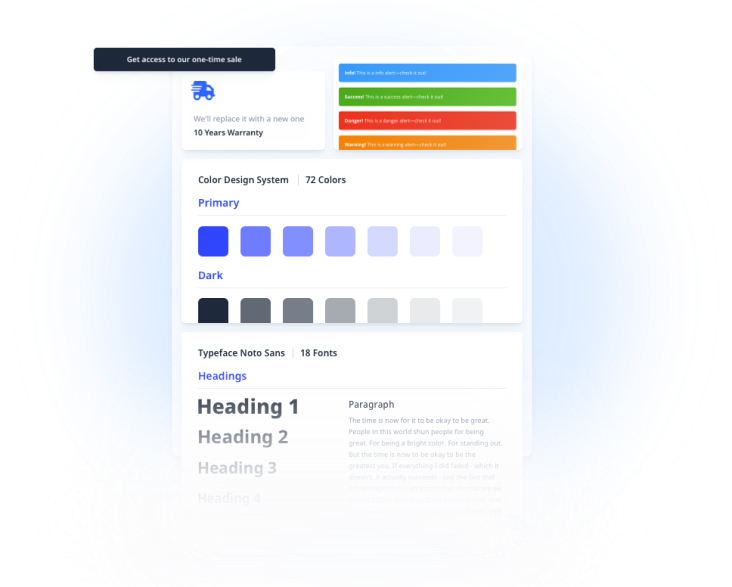 Get access to our one-time sale
We'll replace it with a new one
10 Years Warranty
Info! This is a info alert—check it out!
Success! This is a success alert—check it out!
Danger! This is a danger alert—check it out!
Warning! This is a warning alert—check it out!
Color Design System | 72 Colors
Primary
Dark
Typeface Noto Sans | 18 Fonts
Headings
Heading 1
Heading 2
Heading 3
Heading 4
Paragraph
The time is now for it to be okay to be great.
People in this world shun people for being
great. For being a bright color. For standing out.
But the time is now to be okay to be the
greatest you. If everything I did failed - which it
doesn't, it actually succeeds - just the fact that